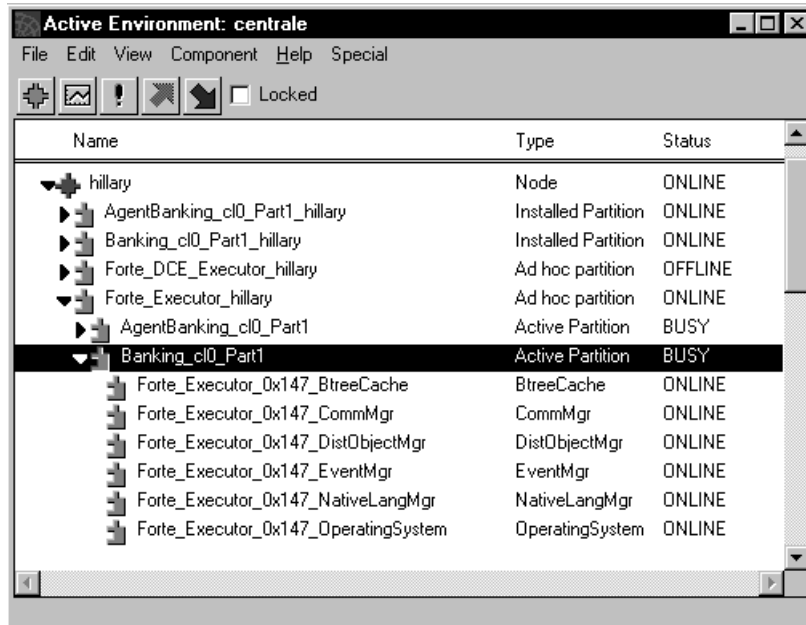 Active Environment: centrale
File Edit View Component Help Special
Locked
Name Type Status
hillary Node ONLINE
AgentBanking_cl0_Part1_hillary Installed Partition ONLINE
Banking_cl0_Part1_hillary Installed Partition ONLINE
Forte_DCE_Executor_hillary Ad hoc partition OFFLINE
Forte_Executor_hillary Ad hoc partition ONLINE
AgentBanking_cl0_Part1 Active Partition BUSY
Banking_cl0_Part1 Active Partition BUSY
Forte_Executor_0x147_BtreeCache BtreeCache ONLINE
Forte_Executor_0x147_CommMgr CommMgr ONLINE
Forte_Executor_0x147_DistObjectMgr DistObjectMgr ONLINE
Forte_Executor_0x147_EventMgr EventMgr ONLINE
Forte_Executor_0x147_NativeLangMgr NativeLangMgr ONLINE
Forte_Executor_0x147_OperatingSystem OperatingSystem ONLINE